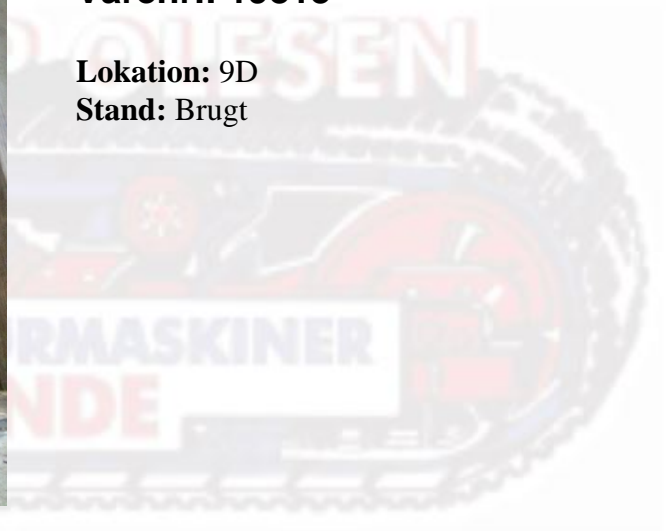 Lokation: 9D
Stand: Brugt
OLESEN
RMASKINER
NDE